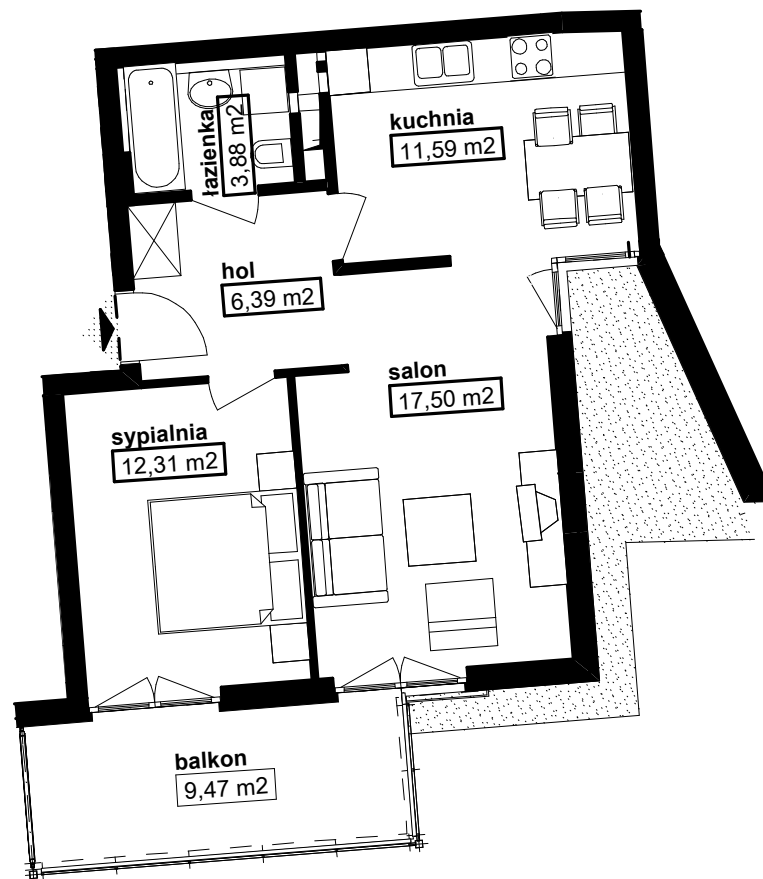 łazienka
3,88 m2
kuchnia
11,59 m2
hol
6,39 m2
salon
17,50 m2
sypialnia
12,31 m2
balkon
9,47 m2